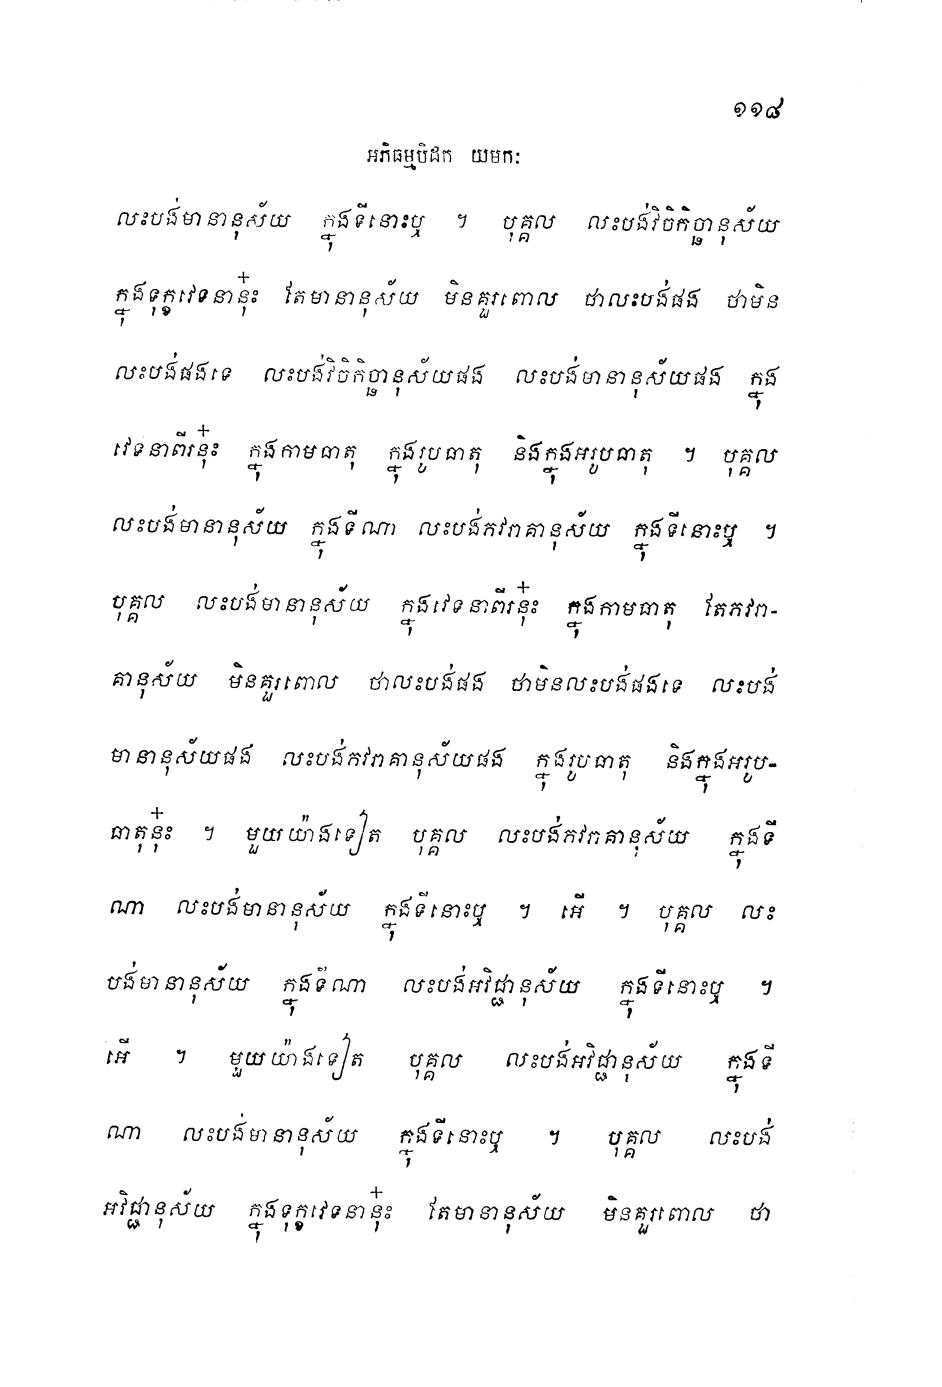 ១១៨
អភិធម្មបិដក យមកៈ
លះបង់មានានុស័យ ក្នុងទីនោះឬ ។ បុគ្គល លះបង់វិចិកិច្ឆានុស័យ
ក្នុងទុក្ខវេទនានុ៎ះ តែមានានុស័យ មិនគួរពោល ថាលះបង់ផង ថាមិន
លះបង់ផងទេ លះបង់វិចិកិច្ឆានុស័យផង លះបង់មានានុស័យផង ក្នុង
វេទនាពីរនុ៎ះ ក្នុងកាមធាតុ ក្នុងរូបធាតុ និងក្នុងអរូបធាតុ ។ បុគ្គល
លះបង់មានានុស័យ ក្នុងទីណា លះបង់ភវរាគានុស័យ ក្នុងទីនោះឬ ។
បុគ្គល លះបង់មានានុស័យ ក្នុងវេទនាពីរនុ៎ះ ក្នុងកាមធាតុ តែភវរា-
គានុស័យ មិនគួរពោល ថាលះបង់ផង ថាមិនលះបង់ផងទេ លះបង់
មានានុស័យផង លះបង់ភវរាគានុស័យផង ក្នុងរូបធាតុ និងក្នុងអរូប-
ធាតុនុ៎ះ ។ មួយយ៉ាងទៀត បុគ្គល លះបង់ភវរាគានុស័យ ក្នុងទី
ណា លះបង់មានានុស័យ ក្នុងទីនោះឬ ។ អើ ។ បុគ្គល លះ
បង់មានានុស័យ ក្នុងទីណា លះបង់អវិជ្ជានុស័យ ក្នុងទីនោះឬ ។
អើ ។ មួយយ៉ាងទៀត បុគ្គល លះបង់អវិជ្ជានុស័យ ក្នុងទី
ណា លះបង់មានានុស័យ ក្នុងទីនោះឬ ។ បុគ្គល លះបង់
អវិជ្ជានុស័យ ក្នុងទុក្ខវេទនានុ៎ះ តែមានានុស័យ មិនគួរពោល ថា